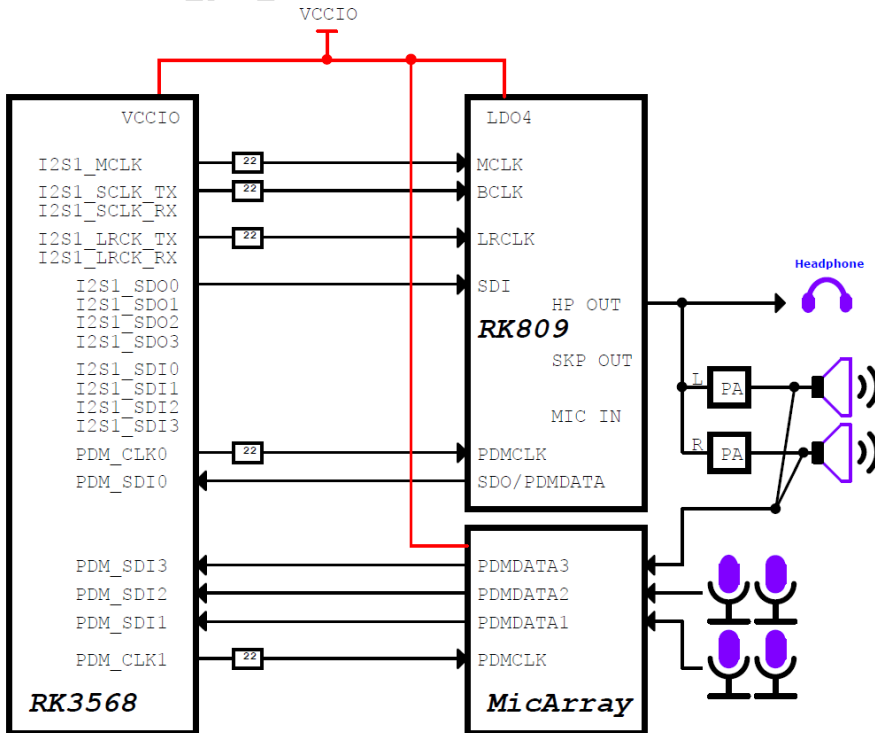 VCCIO
VCCIO
I2S1_MCLK
I2S1_SCLK_TX
I2S1_SCLK_RX
I2S1_LRCK_TX
I2S1_LRCK_RX
I2S1_SDO0
I2S1_SDO1
I2S1_SDO2
I2S1_SDO3
I2S1_SDI0
I2S1_SDI1
I2S1_SDI2
I2S1_SDI3
PDM_CLK0
PDM_SDI0
PDM_SDI3
PDM_SDI2
PDM_SDI1
PDM_CLK1
RK3568
22
22
22
22
22
LDO4
MCLK
BCLK
LRCLK
SDI
HP OUT
RK809
SKP OUT
MIC IN
PDMCLK
SDO/PDMDATA
PDMDATA3
PDMDATA2
PDMDATA1
PDMCLK
MicArray
Headphone
L
PA
R
PA